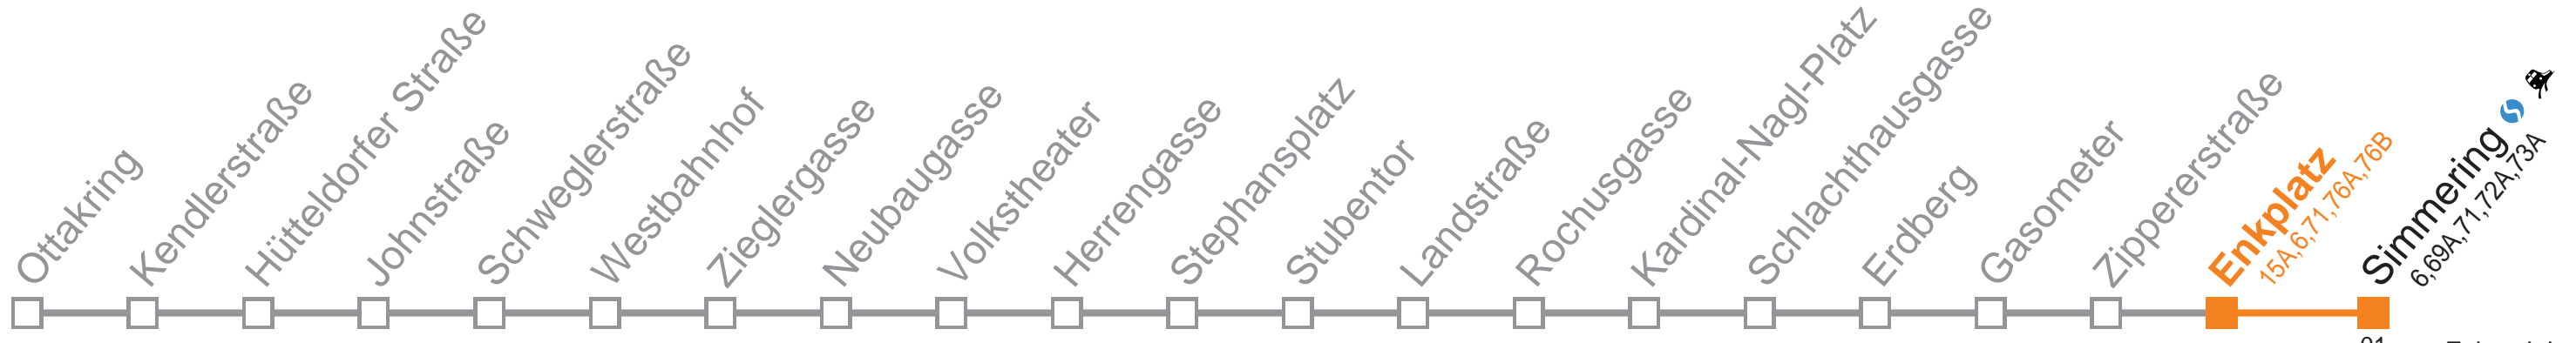 Ottakring
Kendlerstraße
Hütteldorfer Straße
Johnstraße
Schweglerstraße
Westbahnhof
Zieglergasse
Neubaugasse
Volkstheater
Herrengasse
Stephansplatz
Stubentor
Landstraße
Rochusgasse
Kardinal-Nagl-Platz
Schlachthausgasse
Erdberg
Gasometer
Zippererstraße
Enkplatz
15A,6,71,76A,76B
Simmering
6,69A,71,72A,73A